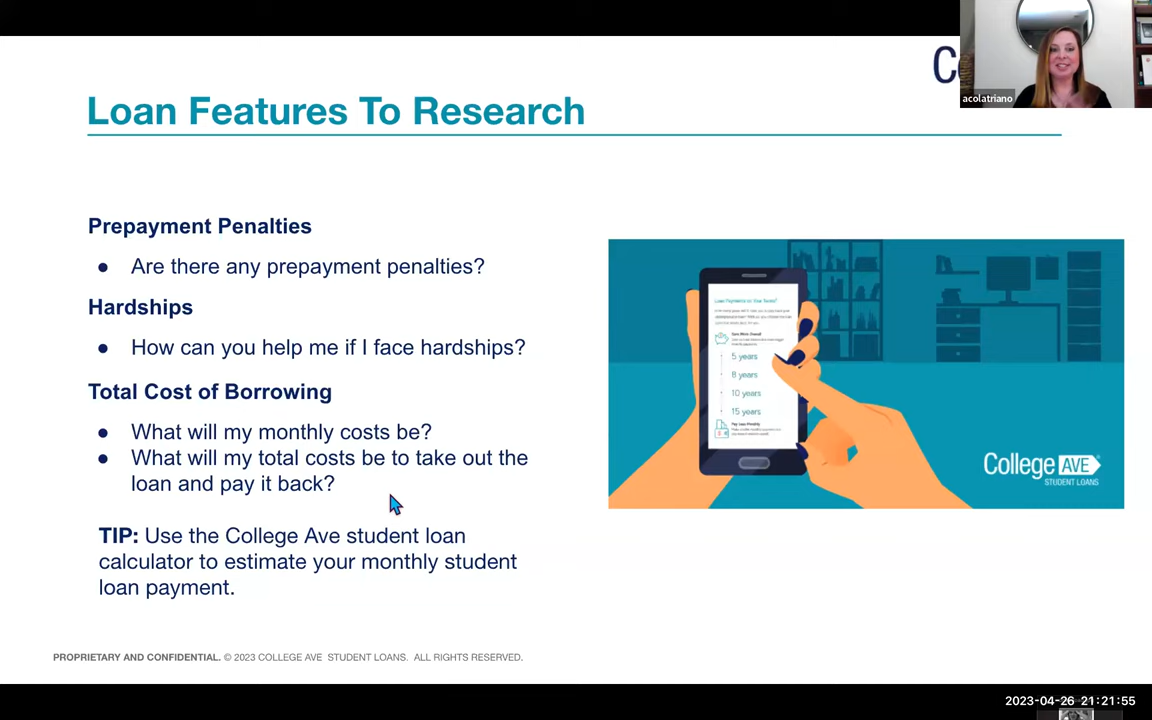 C
acolatriano
Loan Features To Research
Prepayment Penalties
● Are there any prepayment penalties?
Hardships
● How can you help me if I face hardships?
Total Cost of Borrowing
● What will my monthly costs be?
● What will my total costs be to take out the
loan and pay it back?
TIP: Use the College Ave student loan
calculator to estimate your monthly student
loan payment.
5 years
8 years
10 years
15 years
College AVE
STUDENT LOANS
PROPRIETARY AND CONFIDENTIAL. © 2023 COLLEGE AVE STUDENT LOANS. ALL RIGHTS RESERVED.
2023-04-26 21:21:55